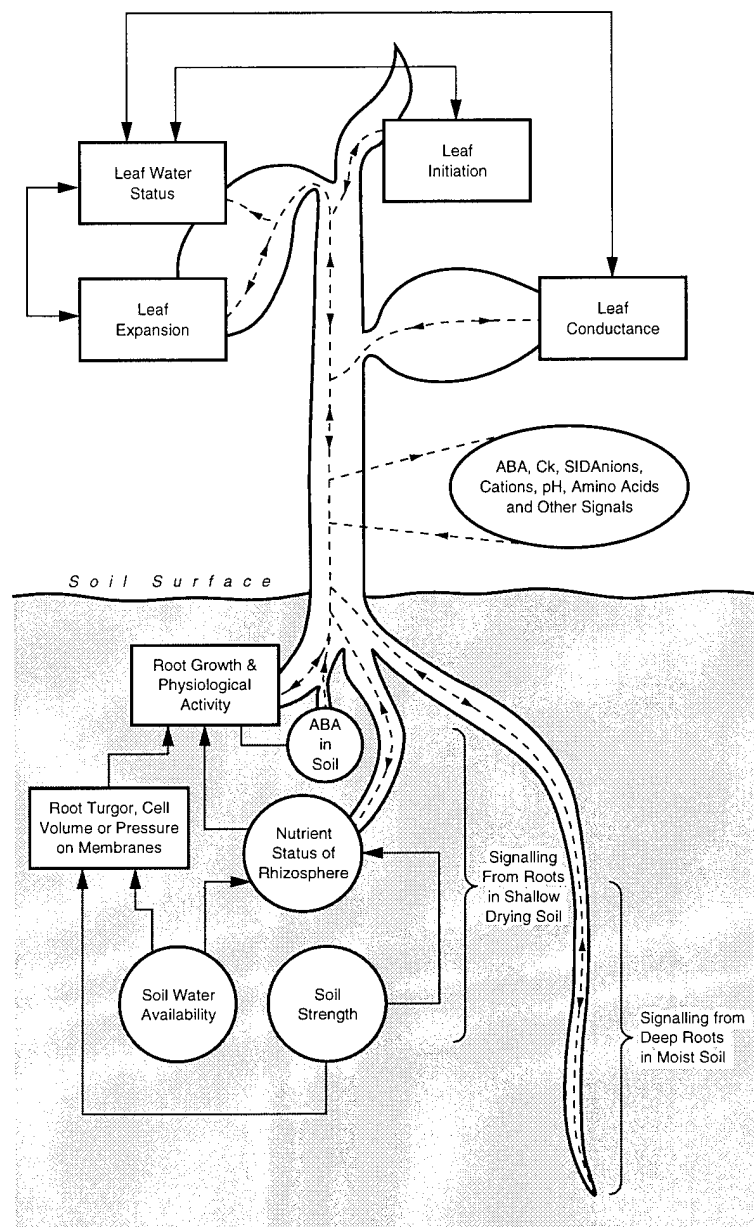 Leaf Water
Status
Leaf
Initiation
Leaf
Expansion
Leaf
Conductance
ABA, Ck, SIDAnions,
Cations, pH, Amino Acids
and Other Signals
Soil Surface
Root Growth &
Physiological
Activity
ABA
in
Soil
Root Turgor, Cell
Volume or Pressure
on Membranes
Nutrient
Status of
Rhizosphere
Signalling
From Roots
in Shallow
Drying Soil
Soil Water
Availability
Soil
Strength
Signalling from
Deep Roots
in Moist Soil